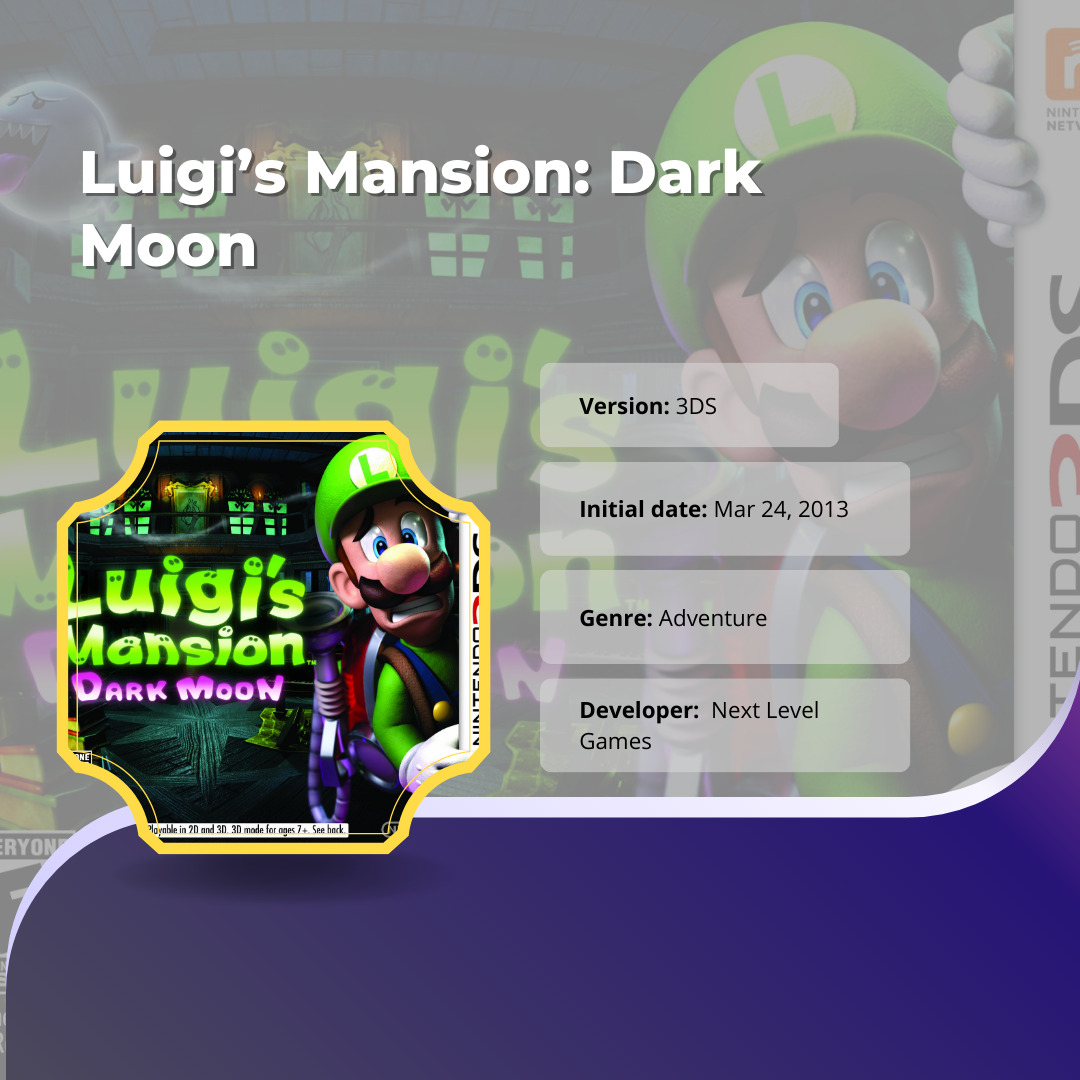 Luigi’s Mansion: Dark
Moon
Version: 3DS
Initial date: Mar 24, 2013
Genre: Adventure
Developer: Next Level
Games
Luigi's
Mansion™
DARK MOON
NINTENDO 3DS
Playable in 2D and 3D. 3D mode for ages 7+. See back.
L
L